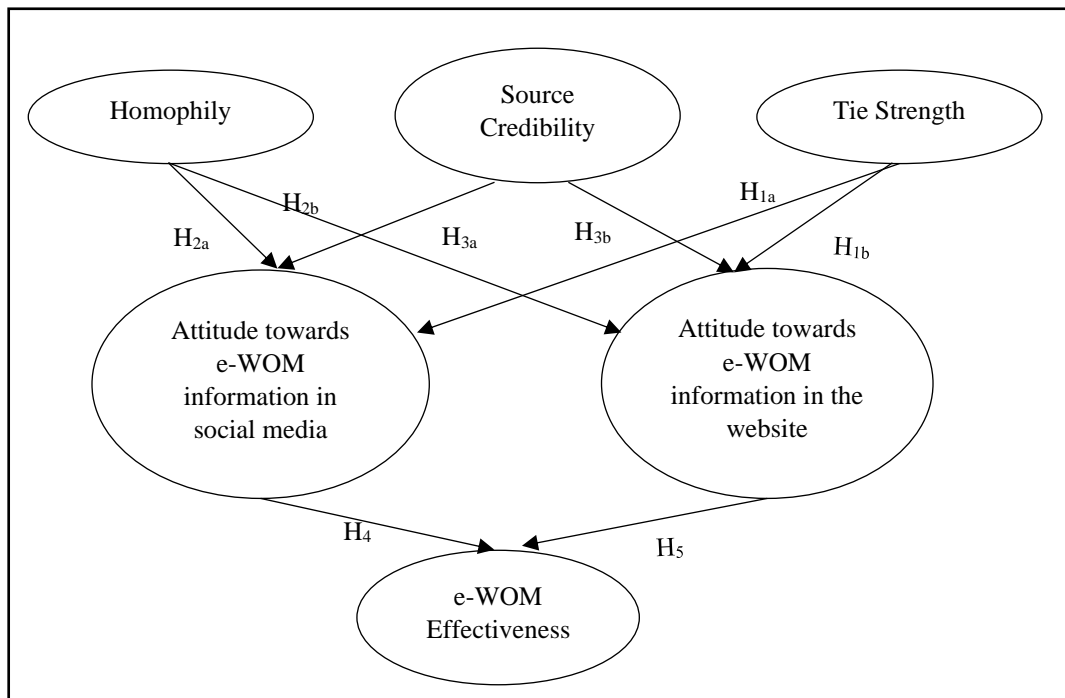 Homophily
Source
Credibility
Tie Strength
H2a
H2b
H3a
H3b
H1a
H1b
Attitude towards
e-WOM
information in
social media
Attitude towards
e-WOM
information in the
website
H4
H5
e-WOM
Effectiveness